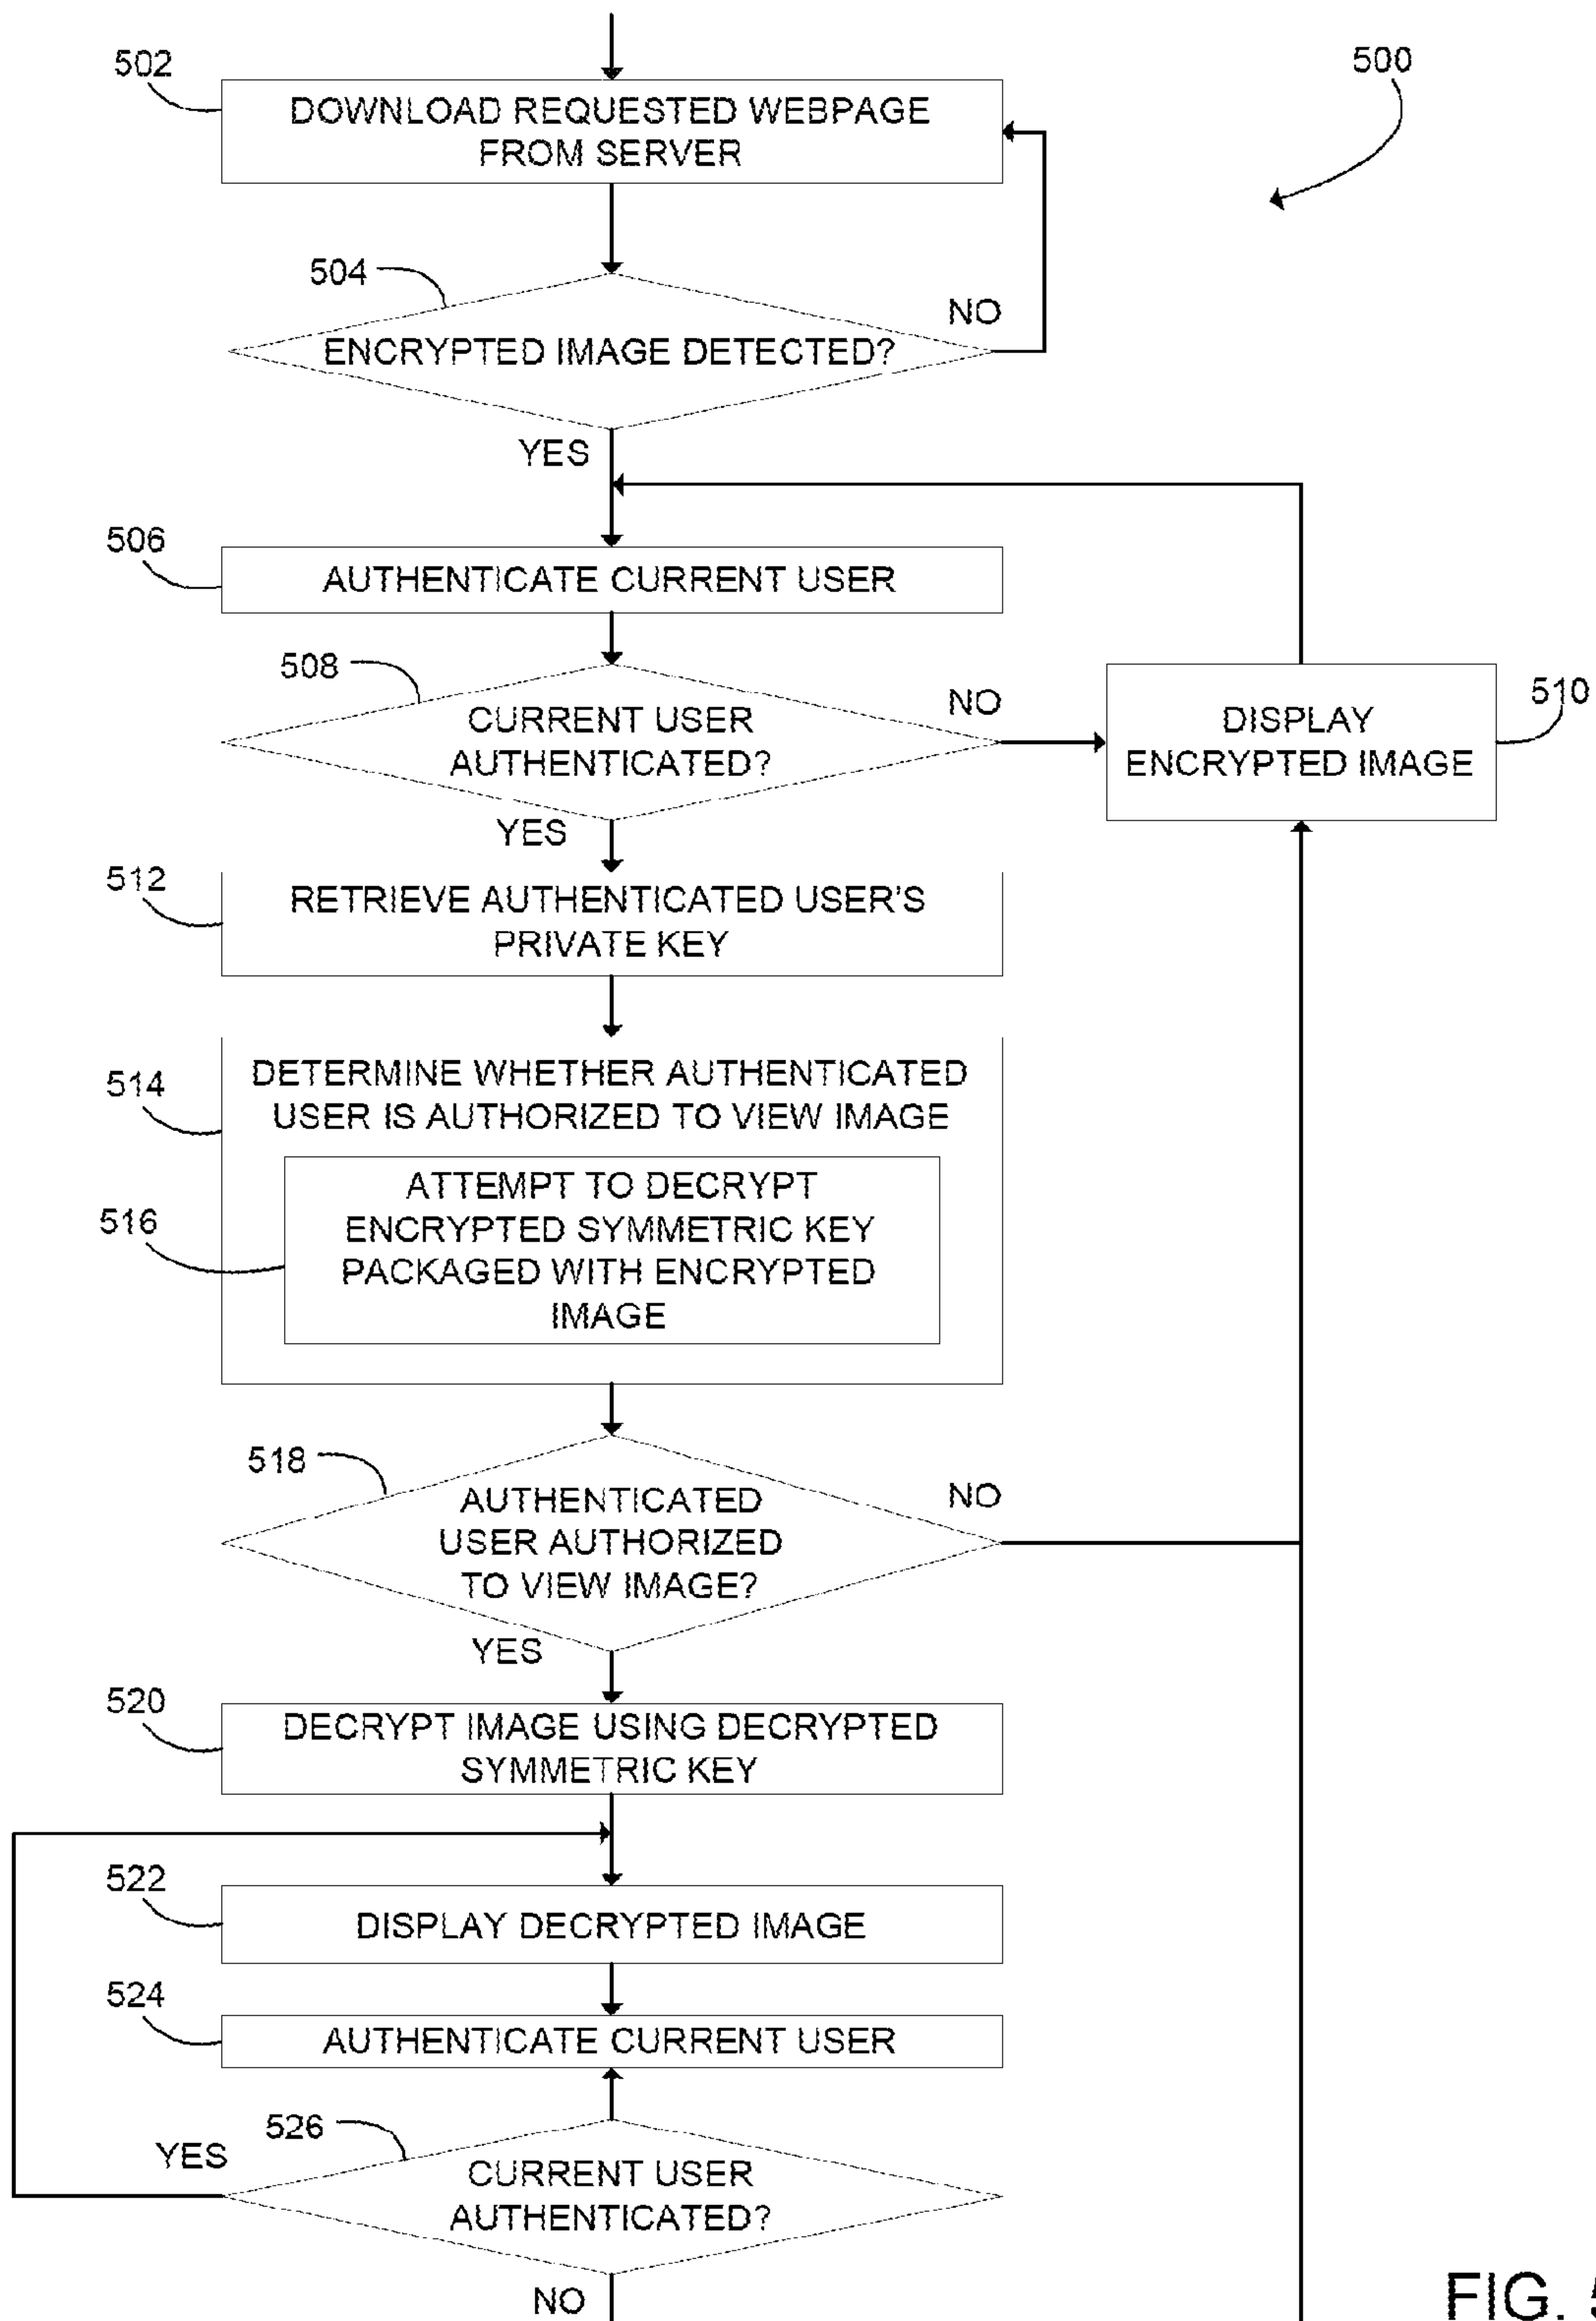 502
500
DOWNLOAD REQUESTED WEBPAGE
FROM SERVER
504
NO
ENCRYPTED IMAGE DETECTED?
YES
506
AUTHENTICATE CURRENT USER
508
NO
CURRENT USER
AUTHENTICATED?
510
DISPLAY
ENCRYPTED IMAGE
YES
512
RETRIEVE AUTHENTICATED USER'S
PRIVATE KEY
514
DETERMINE WHETHER AUTHENTICATED
USER IS AUTHORIZED TO VIEW IMAGE
516
ATTEMPT TO DECRYPT
ENCRYPTED SYMMETRIC KEY
PACKAGED WITH ENCRYPTED
IMAGE
518
NO
AUTHENTICATED
USER AUTHORIZED
TO VIEW IMAGE?
YES
520
DECRYPT IMAGE USING DECRYPTED
SYMMETRIC KEY
522
DISPLAY DECRYPTED IMAGE
524
AUTHENTICATE CURRENT USER
526
YES
CURRENT USER
AUTHENTICATED?
NO
FIG. 5